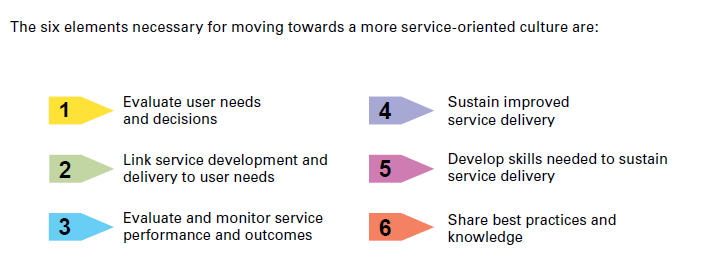 The six elements necessary for moving towards a more service-oriented culture are:
1
Evaluate user needs
and decisions
2
Link service development and
delivery to user needs
3
Evaluate and monitor service
performance and outcomes
4
Sustain improved
service delivery
5
Develop skills needed to sustain
service delivery
6
Share best practices and
knowledge